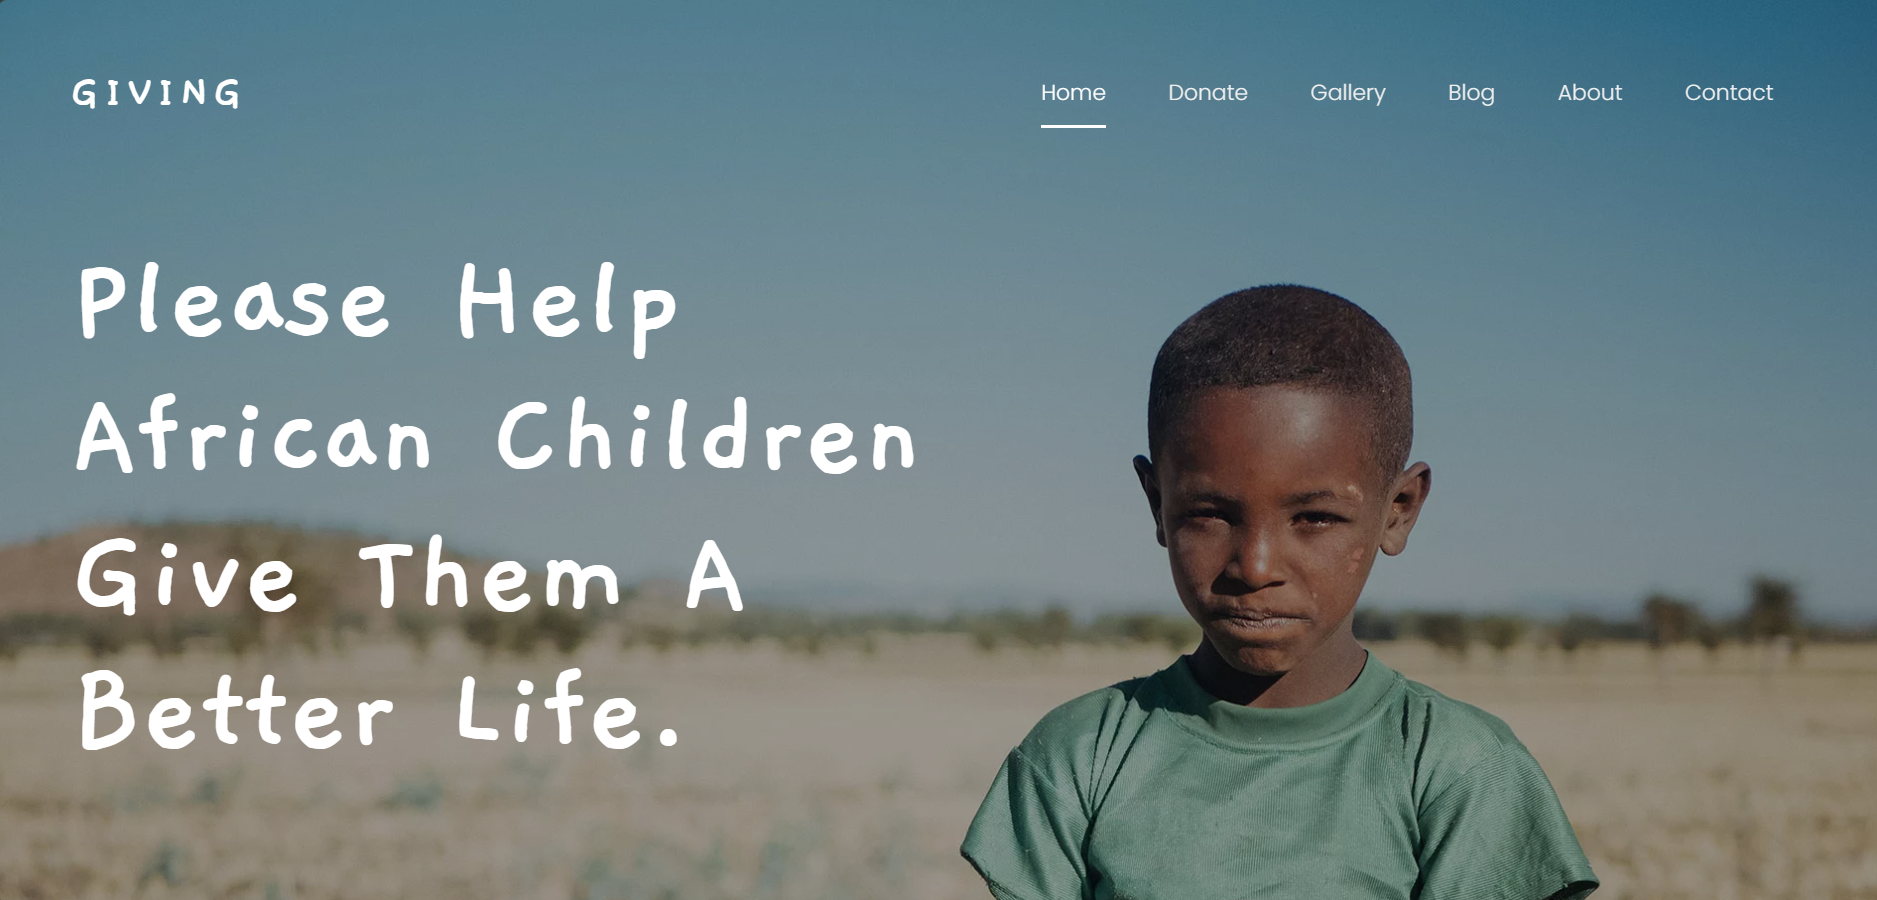 GIVING
Home Donate Gallery Blog About Contact
Please Help
African Children
Give Them A
Better Life.